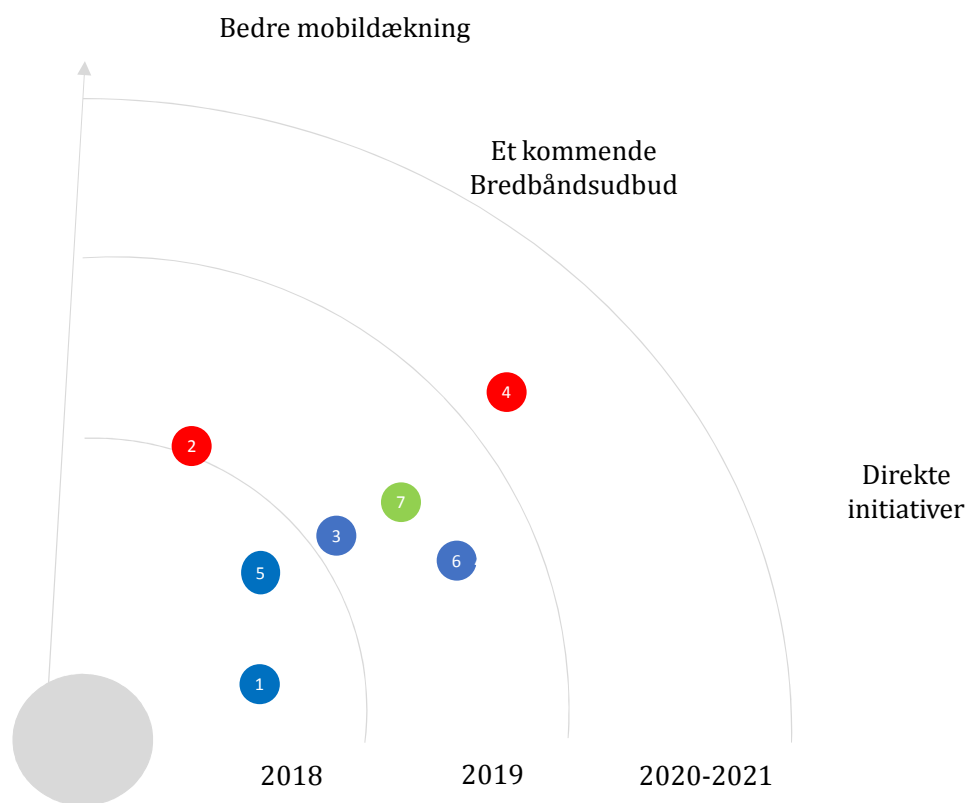 Bedre mobildækning
Et kommende
Bredbåndsudbud
4
2
Direkte
initiativer
7
3
6
5
1
2018
2019
2020-2021